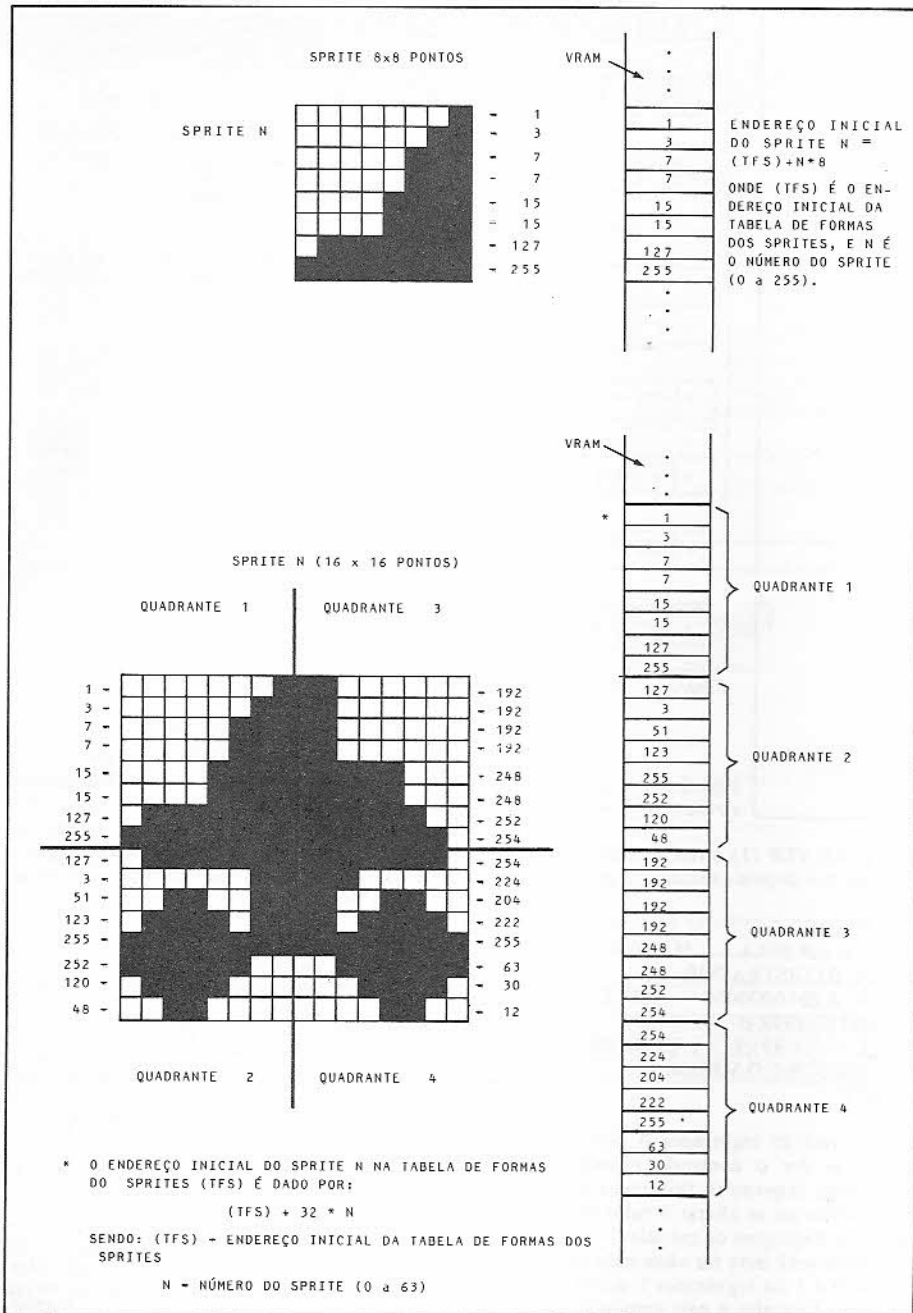 SPRITE 8x8 PONTOS
VRAM
SPRITE N
- 1
- 3
- 7
- 7
- 15
- 15
- 127
- 255
1
3
7
7
15
15
127
255
ENDEREÇO INICIAL
DO SPRITE N =
(TFS)+N*8
ONDE (TFS) É O EN-
DEREÇO INICIAL DA
TABELA DE FORMAS
DOS SPRITES, E N É
O NÚMERO DO SPRITE
(0 a 255).
VRAM
SPRITE N (16 x 16 PONTOS)
QUADRANTE 1
QUADRANTE 3
1 -
3 -
7 -
7 -
15 -
15 -
127 -
255 -
127 -
3 -
51 -
123 -
255 -
252 -
120 -
48 -
- 192
- 192
- 192
- 192
- 248
- 248
- 252
- 254
- 254
- 224
- 204
- 222
- 255
- 63
- 30
- 12
QUADRANTE 2
QUADRANTE 4
*
1
3
7
7
15
15
127
255
QUADRANTE 1
127
3
51
123
255
252
120
48
QUADRANTE 2
192
192
192
192
248
248
252
254
QUADRANTE 3
254
224
204
222
255
63
30
12
QUADRANTE 4
* O ENDEREÇO INICIAL DO SPRITE N NA TABELA DE FORMAS
DO SPRITES (TFS) É DADO POR:
(TFS) + 32 * N
SENDO: (TFS) - ENDEREÇO INICIAL DA TABELA DE FORMAS DOS
SPRITES
N - NÚMERO DO SPRITE (0 a 63)